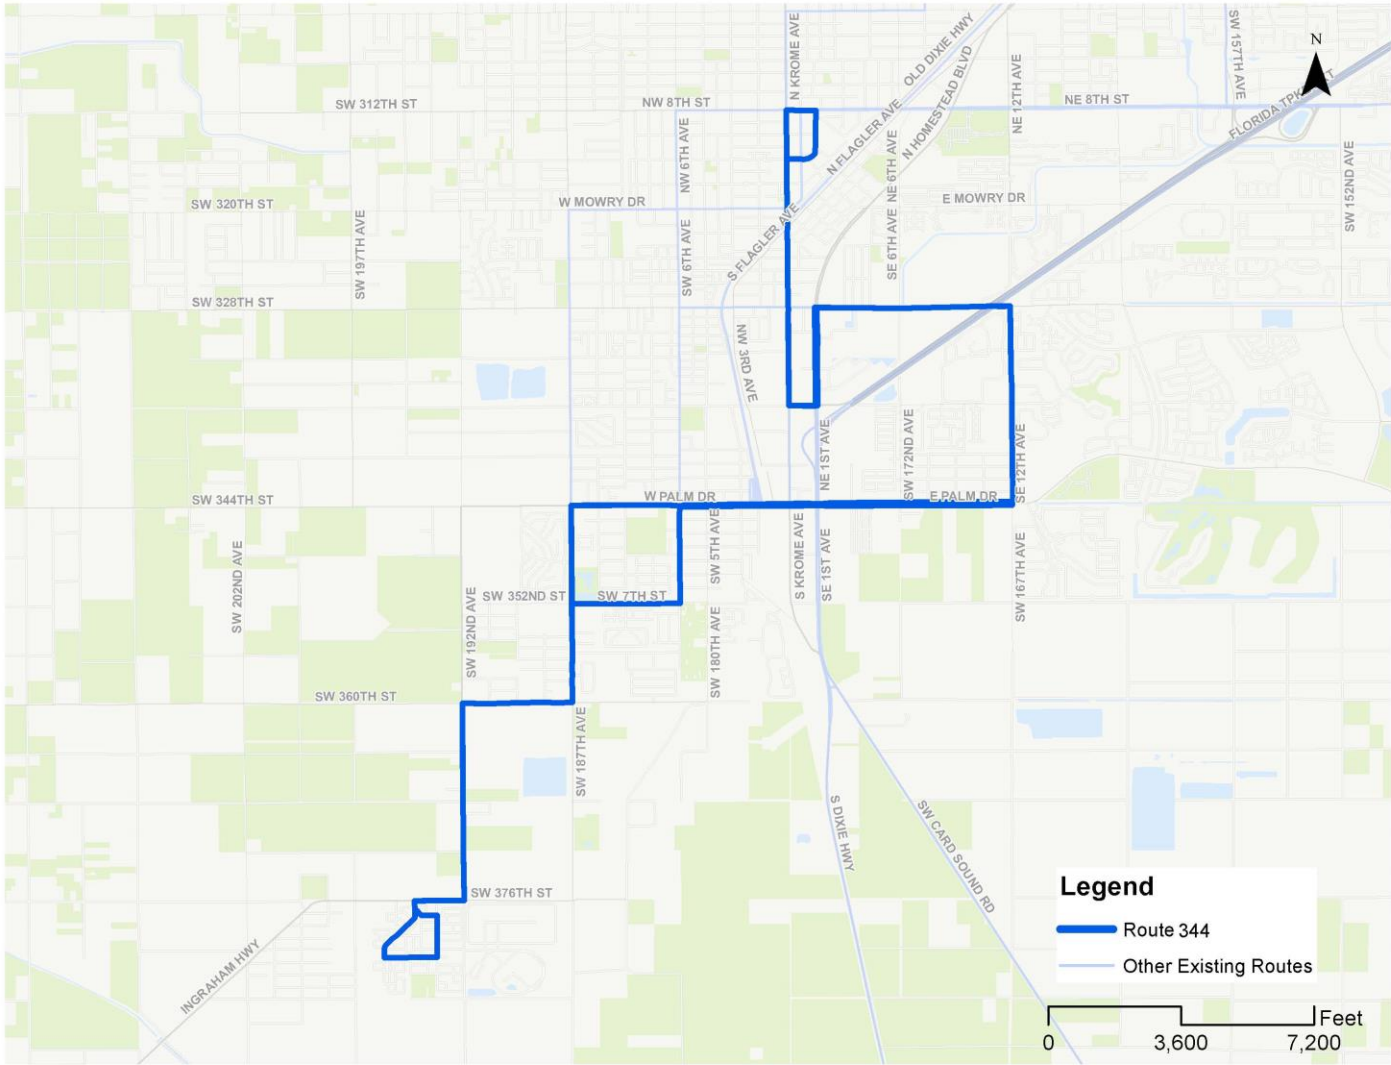 N
N KROME AVE
OLD DIXIE HWY
SW 157TH AVE
N HOMESTEAD BLVD
NE 12TH AVE
SW 312TH ST
NW 8TH ST
NE 8TH ST
FLORIDA TPK
N FLAGLER AVE
NW 6TH AVE
NE 6TH AVE
SW 152ND AVE
SW 320TH ST
W MOWRY DR
E MOWRY DR
SW 197TH AVE
S FLAGLER AVE
SW 6TH AVE
SE 6TH AVE
SW 328TH ST
NW 3RD AVE
NE 1ST AVE
SW 172ND AVE
SE 12TH AVE
SW 344TH ST
W PALM DR
E PALM DR
SW 202ND AVE
SW 5TH AVE
S KROME AVE
SE 1ST AVE
SW 167TH AVE
SW 352ND ST
SW 7TH ST
SW 192ND AVE
SW 180TH AVE
SW 360TH ST
SW 187TH AVE
S DIXIE HWY
SW CARD SOUND RD
SW 376TH ST
INGRAHAM HWY
Legend
Route 344
Other Existing Routes
Feet
0 3,600 7,200